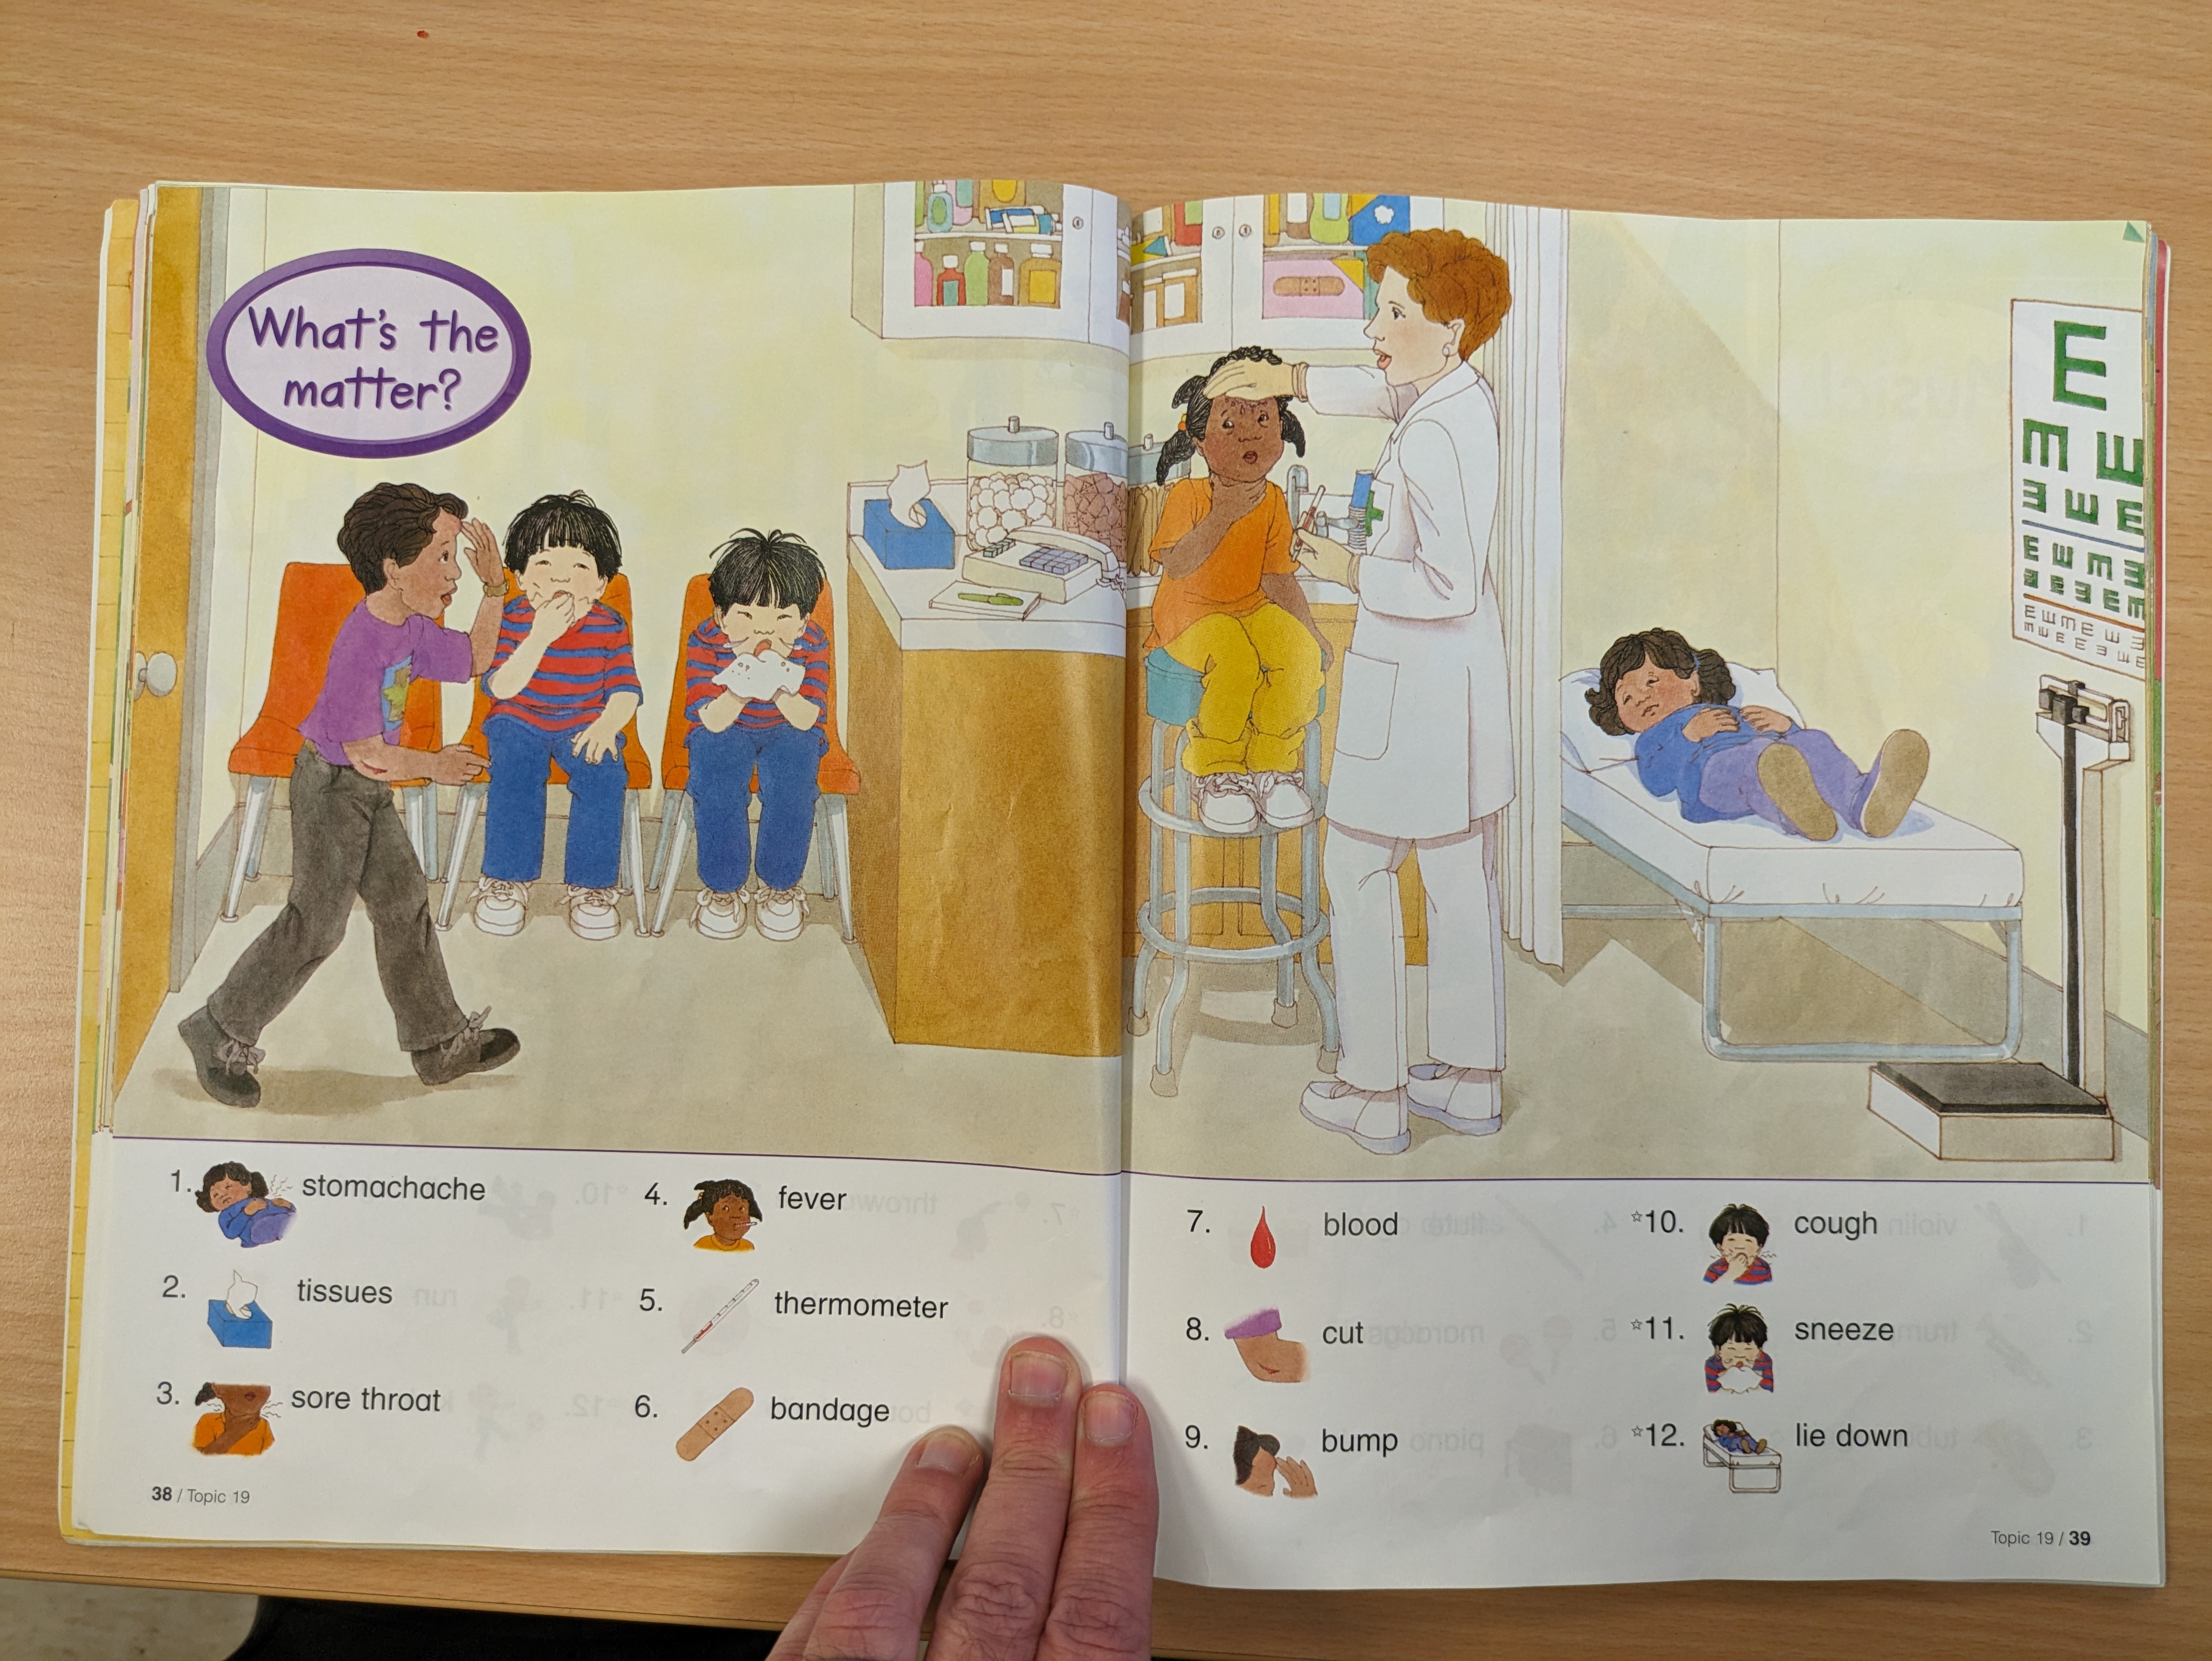 What's the
matter?
1. stomachache
2. tissues
3. sore throat
4. fever
5. thermometer
6. bandage
38 / Topic 19
7. blood
8. cut
9. bump
☆10. cough
☆11. sneeze
☆12. lie down
Topic 19 / 39
E